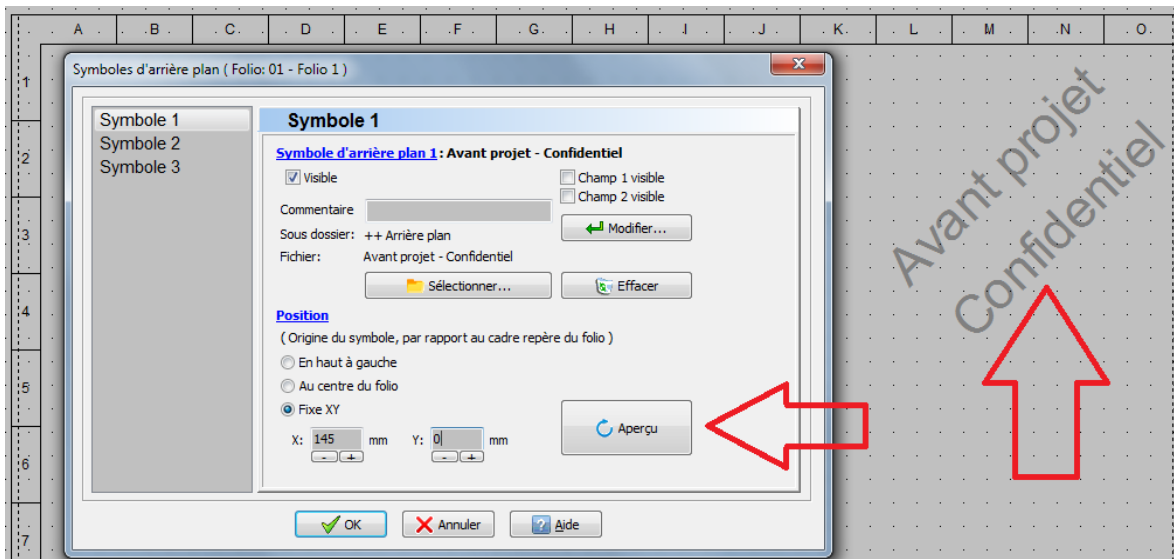 A B C D E F G H I J K L M N O
1
2
3
4
5
6
7
Symboles d'arrière plan ( Folio: 01 - Folio 1 )
Symbole 1
Symbole 2
Symbole 3
Symbole 1
Symbole d'arrière plan 1 : Avant projet - Confidentiel
Visible
Champ 1 visible
Champ 2 visible
Commentaire
Modifier...
Sous dossier: ++ Arrière plan
Fichier: Avant projet - Confidentiel
Sélectionner...
Effacer
Position
( Origine du symbole, par rapport au cadre repère du folio )
En haut à gauche
Au centre du folio
Fixe XY
X: 145 mm Y: 0 mm
- + - +
Aperçu
OK
Annuler
Aide
Avant projet
Confidentiel